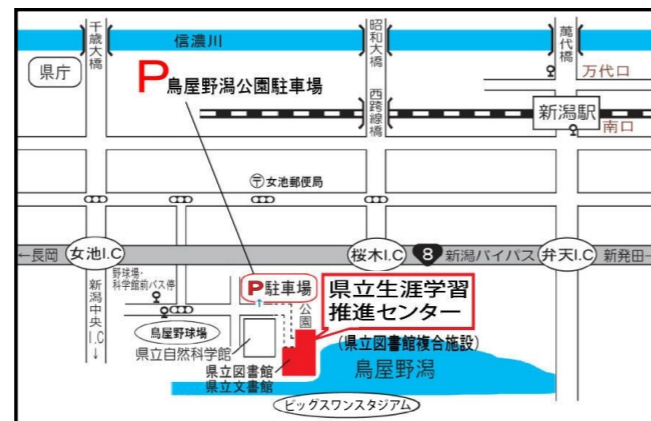 千歳大橋
信濃川
昭和大橋
萬代橋
県庁
P鳥屋野潟公園駐車場
万代口
西跨線橋
新潟駅
南口
〒女池郵便局
←長岡
女池I.C
桜木I.C
8
新潟バイパス
弁天I.C
新発田→
野球場・
科学館前バス停
P駐車場
新潟中央I.C↓
公園
県立生涯学習
推進センター
鳥屋野球場
(県立図書館複合施設)
県立自然科学館
鳥屋野潟
県立図書館
県立文書館
ビッグスワンスタジアム